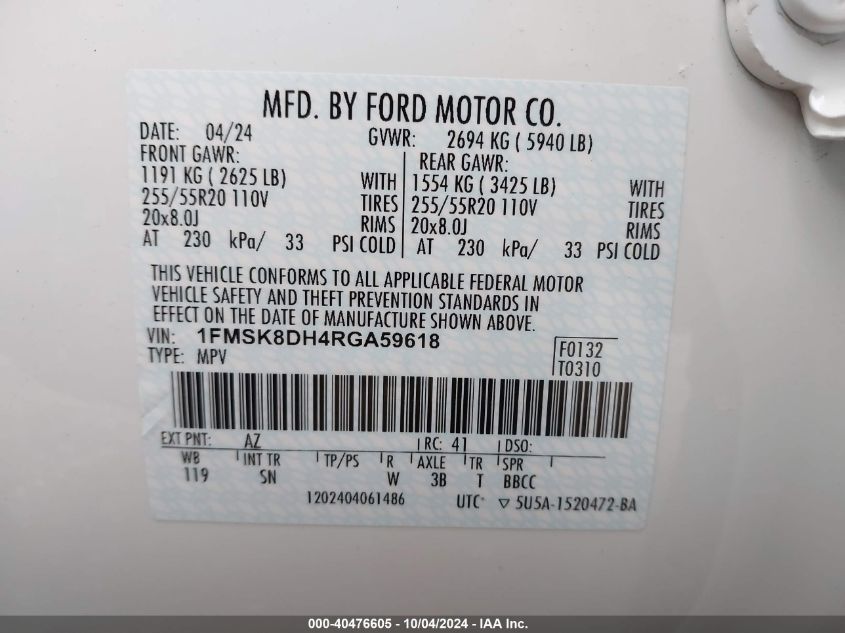 MFD. BY FORD MOTOR CO.
DATE: 04/24 GVWR: 2694 KG ( 5940 LB)
FRONT GAWR: REAR GAWR:
1191 KG ( 2625 LB) WITH 1554 KG ( 3425 LB) WITH
255/55R20 110V TIRES 255/55R20 110V TIRES
20x8.0J RIMS 20x8.0J RIMS
AT 230 kPa/ 33 PSI COLD AT 230 kPa/ 33 PSI COLD
THIS VEHICLE CONFORMS TO ALL APPLICABLE FEDERAL MOTOR
VEHICLE SAFETY AND THEFT PREVENTION STANDARDS IN
EFFECT ON THE DATE OF MANUFACTURE SHOWN ABOVE.
VIN: 1FMSK8DH4RGA59618 F0132
TYPE: MPV T0310
EXT PNT: AZ RC: 41 DSO:
WB INT TR TP/PS R AXLE TR SPR
119 SN W 3B T BBCC
1202404061486 UTC ▽ 5U5A-1520472-BA
000-40476605 - 10/04/2024 - IAA Inc.